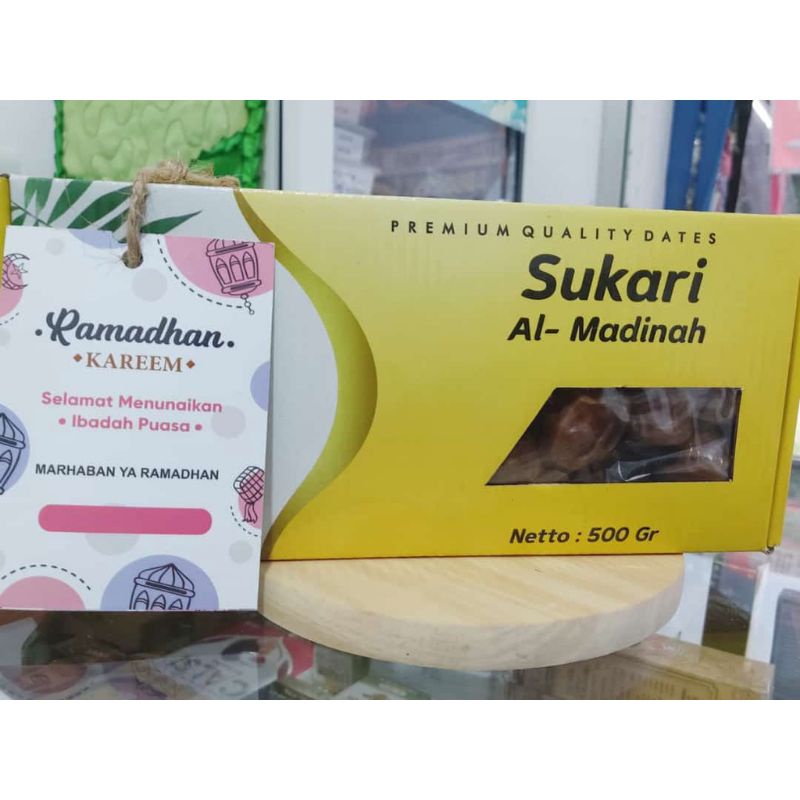 Ramadhan
KAREEM
Selamat Menunaikan
• Ibadah Puasa •
MARHABAN YA RAMADHAN
PREMIUM QUALITY DATES
Sukari
Al- Madinah
Netto : 500 Gr